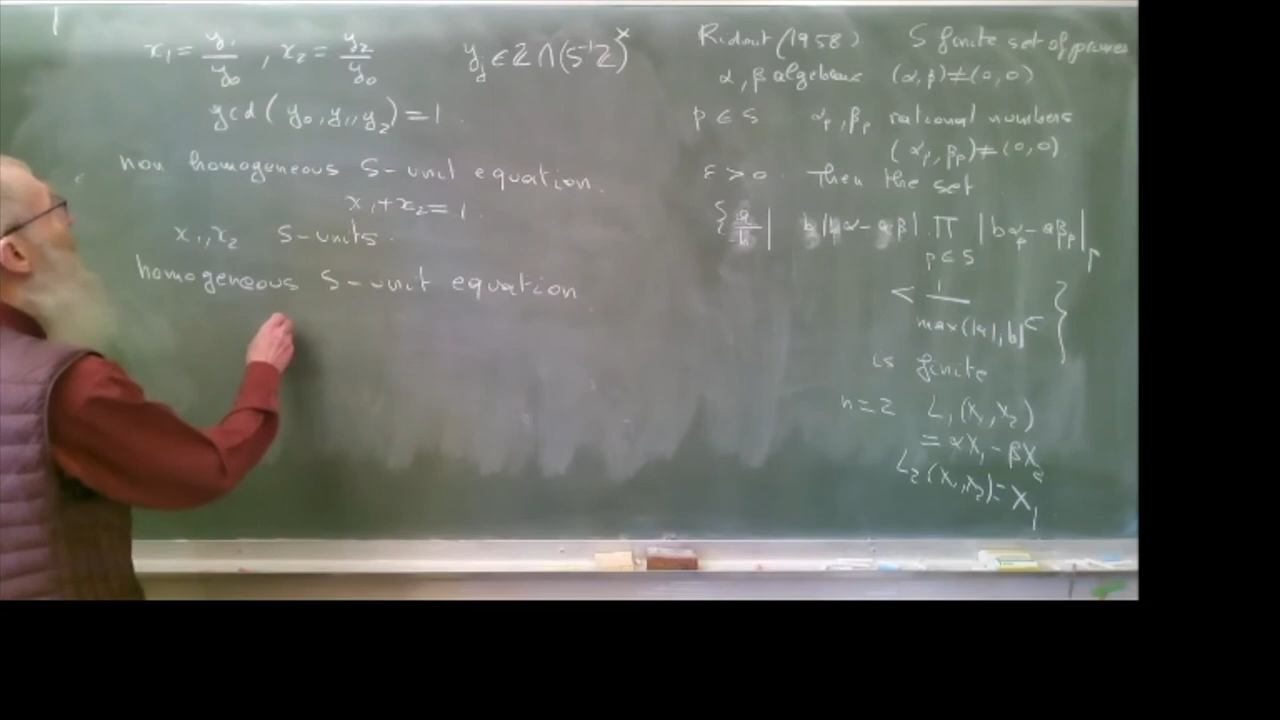 x₁ = y₁/y₀ , x₂ = y₂/y₀    y_j ∈ Z ∩ (S⁻¹Z)^×
gcd(y₀, y₁, y₂) = 1.
non homogeneous S-unit equation.
x₁ + x₂ = 1.
x₁, x₂ S-units.
homogeneous S-unit equation
Ridout (1958) S finite set of primes
α, β algebraic (α, β) ≠ (0, 0)
p ∈ S α_p, β_p rational numbers
(α_p, β_p) ≠ (0, 0)
ε > 0. Then the set
{ a/b | b |bα - aβ| . ∏ |bα_p - aβ_p|_p
p ∈ S
< 1 / max(|a|, b)^ε }
is finite
n = 2 L₁(X₁, X₂)
= αX₁ - βX₂
L₂(X₁, X₂) = X₁